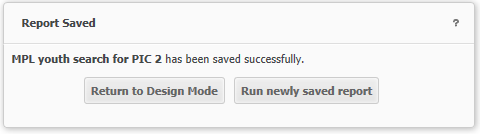 Report Saved ?
MPL youth search for PIC 2 has been saved successfully.
Return to Design Mode Run newly saved report